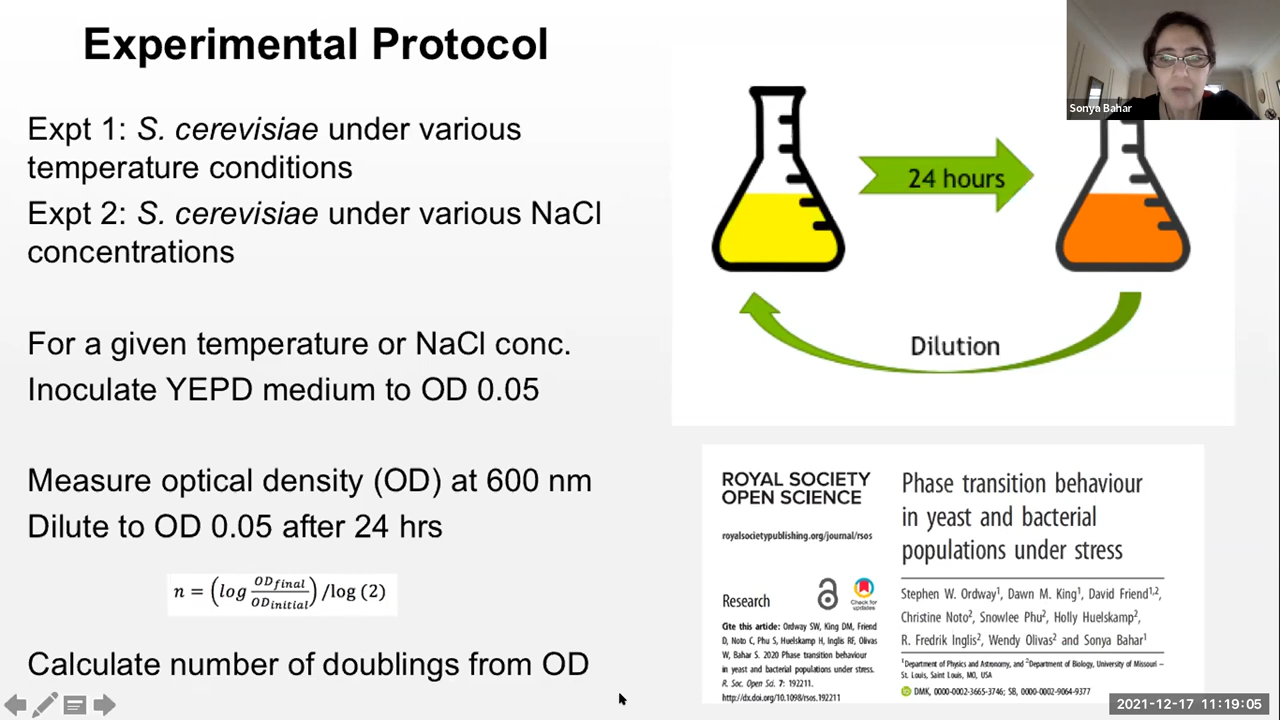 Experimental Protocol
Expt 1: S. cerevisiae under various
temperature conditions
Expt 2: S. cerevisiae under various NaCl
concentrations
For a given temperature or NaCl conc.
Inoculate YEPD medium to OD 0.05
Measure optical density (OD) at 600 nm
Dilute to OD 0.05 after 24 hrs
n = (log OD_final/OD_initial) /log (2)
Calculate number of doublings from OD
Sonya Bahar
24 hours
Dilution
ROYAL SOCIETY
OPEN SCIENCE
royalsocietypublishing.org/journal/rsos
Research
Check for
updates
Cite this article: Ordway SW, King DM, Friend
D, Noto C, Phu S, Huelskamp H, Inglis RF, Olivas
W, Bahar S. 2020 Phase transition behaviour
in yeast and bacterial populations under stress.
R. Soc. Open Sci. 7: 192211.
http://dx.doi.org/10.1098/rsos.192211
Phase transition behaviour
in yeast and bacterial
populations under stress
Stephen W. Ordway¹, Dawn M. King¹, David Friend¹,²,
Christine Noto², Snowlee Phu², Holly Huelskamp²,
R. Fredrik Inglis², Wendy Olivas² and Sonya Bahar¹
¹Department of Physics and Astronomy, and ²Department of Biology, University of Missouri –
St. Louis, Saint Louis, MO, USA
DMK, 0000-0002-3665-3746; SB, 0000-0002-9064-9377
2021-12-17 11:19:05